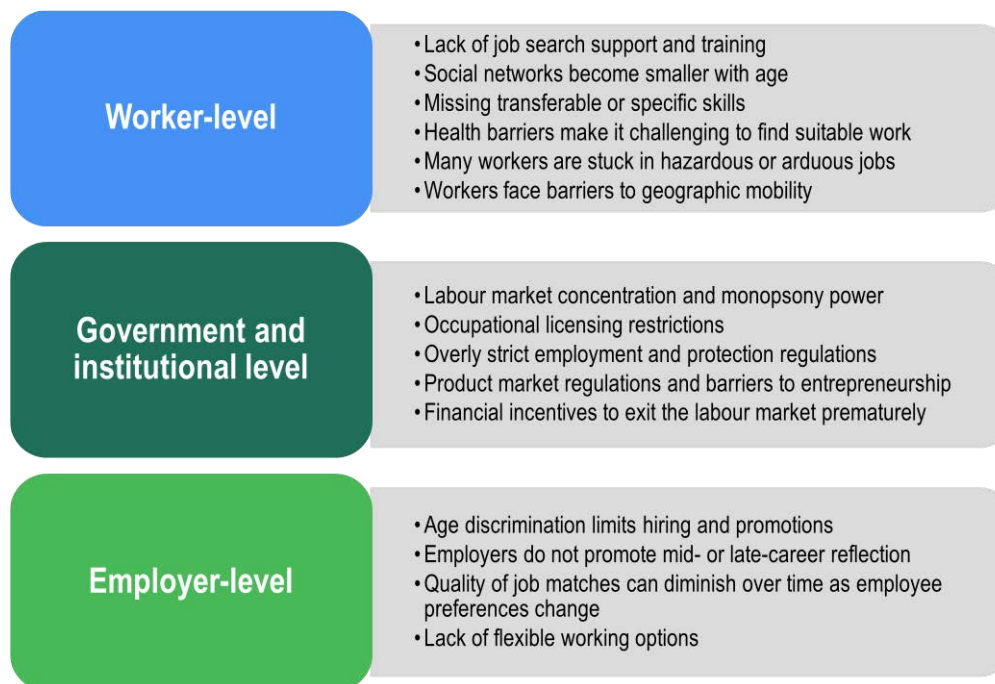 Worker-level
• Lack of job search support and training
• Social networks become smaller with age
• Missing transferable or specific skills
• Health barriers make it challenging to find suitable work
• Many workers are stuck in hazardous or arduous jobs
• Workers face barriers to geographic mobility
Government and
institutional level
• Labour market concentration and monopsony power
• Occupational licensing restrictions
• Overly strict employment and protection regulations
• Product market regulations and barriers to entrepreneurship
• Financial incentives to exit the labour market prematurely
Employer-level
• Age discrimination limits hiring and promotions
• Employers do not promote mid- or late-career reflection
• Quality of job matches can diminish over time as employee
preferences change
• Lack of flexible working options